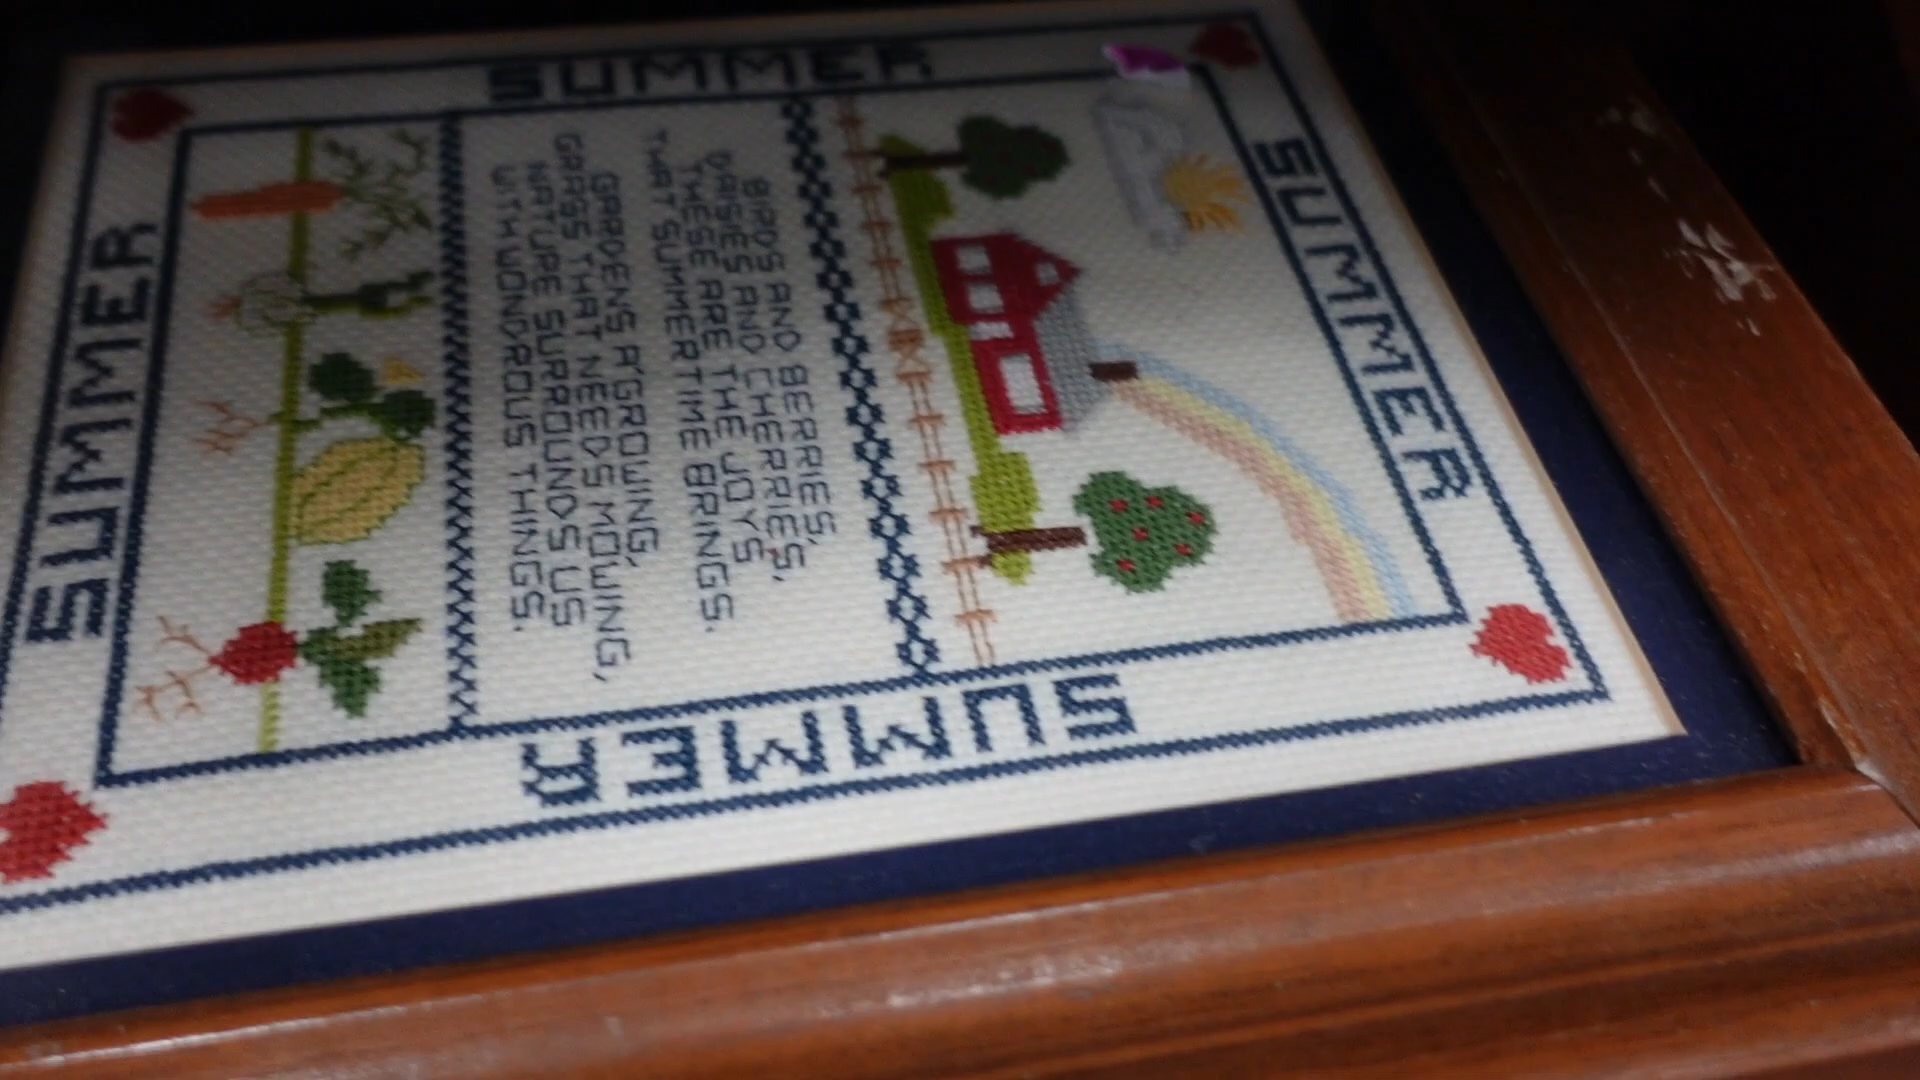 SUMMER
SUMMER
BIRDS AND BERRIES,
DAISIES AND CHERRIES,
THESE ARE THE JOYS
THAT SUMMERTIME BRINGS.
GARDENS A'GROWING,
GRASS THAT NEEDS MOWING,
NATURE SURROUNDS US
WITH WONDROUS THINGS.
SUMMER
SUMMER